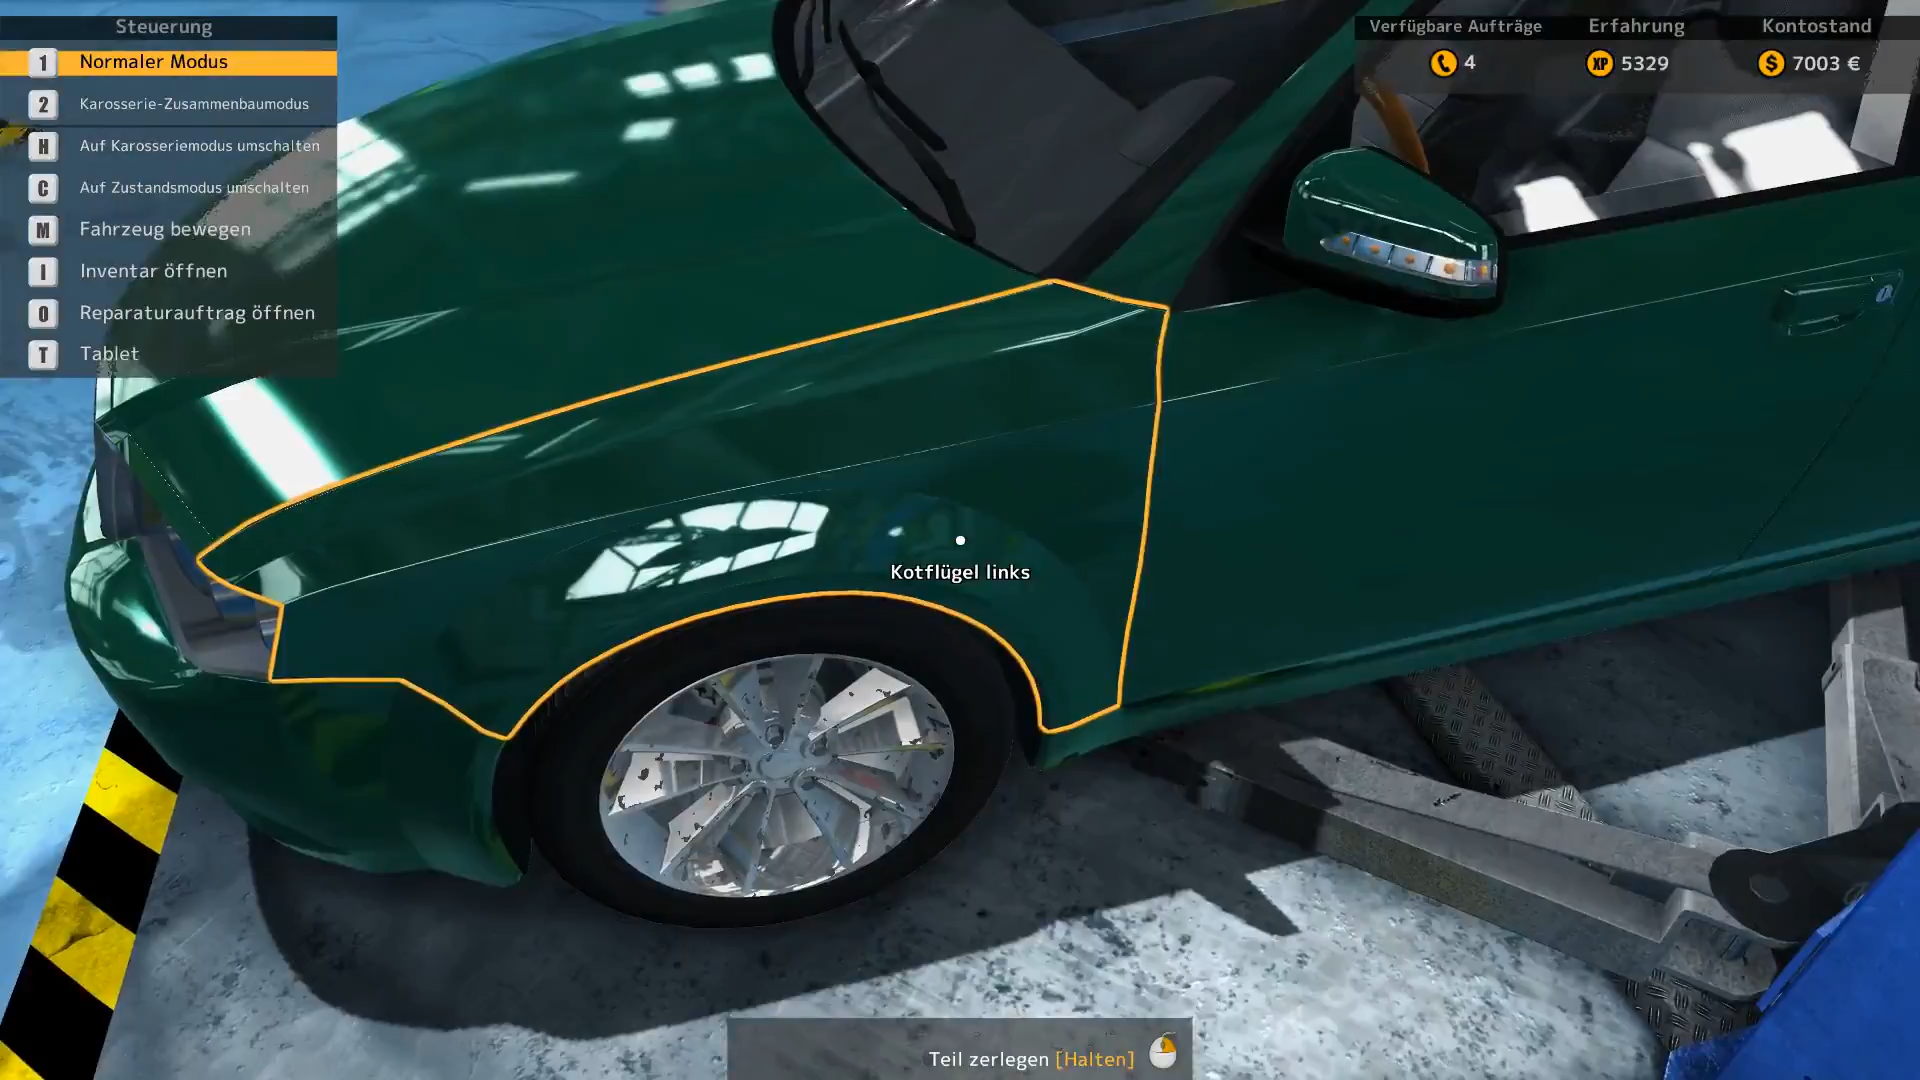 Steuerung
1 Normaler Modus
2 Karosserie-Zusammenbaumodus
H Auf Karosseriemodus umschalten
C Auf Zustandsmodus umschalten
M Fahrzeug bewegen
I Inventar öffnen
O Reparaturauftrag öffnen
T Tablet
Verfügbare Aufträge Erfahrung Kontostand
4 XP 5329 $ 7003 €
Kotflügel links
Teil zerlegen [Halten]